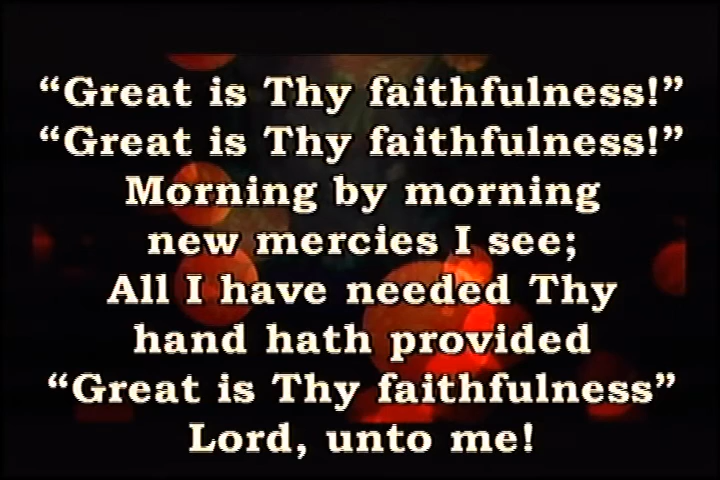 “Great is Thy faithfulness!”
“Great is Thy faithfulness!”
Morning by morning
new mercies I see;
All I have needed Thy
hand hath provided
“Great is Thy faithfulness”
Lord, unto me!